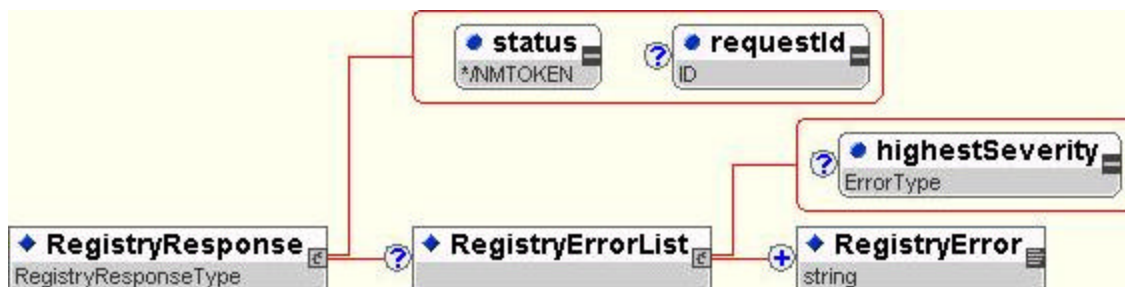 status
*/NMTOKEN
? requestId
ID
? highestSeverity
ErrorType
RegistryResponse
RegistryResponseType
? RegistryErrorList
+ RegistryError
string